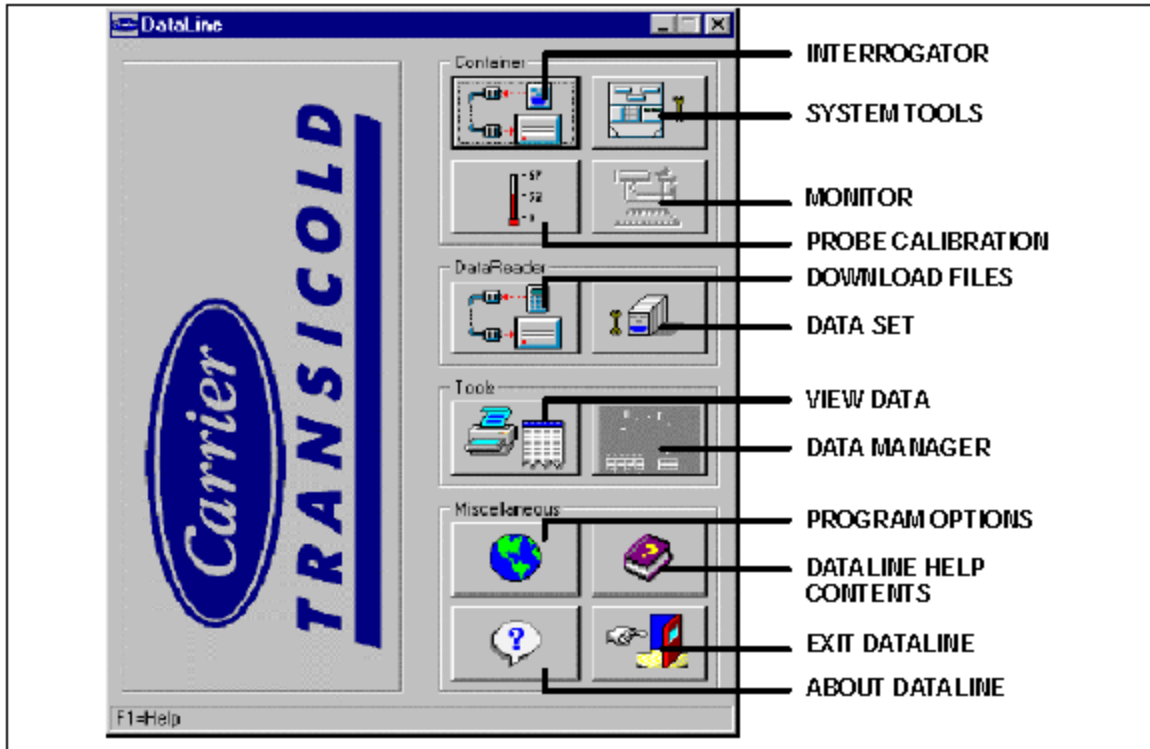 DataLine
Container
INTERROGATOR
SYSTEM TOOLS
MONITOR
PROBE CALIBRATION
DataReader
DOWNLOAD FILES
DATA SET
Tools
VIEW DATA
DATA MANAGER
Miscellaneous
PROGRAM OPTIONS
DATALINE HELP
CONTENTS
EXIT DATALINE
ABOUT DATALINE
Carrier
TRANSICOLD
F1=Help